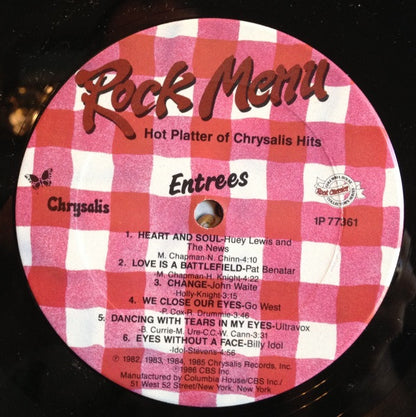 Rock Menu
Hot Platter of Chrysalis Hits
Entrees
Chrysalis
1P 77361
1. HEART AND SOUL-Huey Lewis and
The News
M. Chapman-N. Chinn-4:10
2. LOVE IS A BATTLEFIELD-Pat Benatar
M. Chapman-H. Knight-4:22
3. CHANGE-John Waite
-Holly-Knight-3:15
4. WE CLOSE OUR EYES-Go West
P. Cox-R. Drummie-3:46
5. DANCING WITH TEARS IN MY EYES-Ultravox
B. Currie-M. Ure-C.C.-W. Cann-3:31
6. EYES WITHOUT A FACE-Billy Idol
-Idol-Stevens-4:56
℗ 1982, 1983, 1984, 1985 Chrysalis Records, Inc.
©1986 CBS Inc.
Manufactured by Columbia House/CBS Inc./
51 West 52 Street/New York, N.Y.